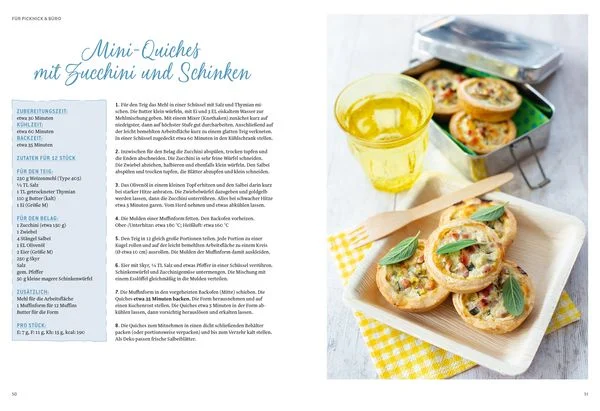 FÜR PICKNICK & BÜRO
Mini-Quiches
mit Zucchini und Schinken
ZUBEREITUNGSZEIT:
etwa 30 Minuten
KÜHLZEIT:
etwa 60 Minuten
BACKZEIT:
etwa 35 Minuten
ZUTATEN FÜR 12 STÜCK
FÜR DEN TEIG:
250 g Weizenmehl (Type 405)
½ TL Salz
1 TL getrockneter Thymian
110 g Butter (kalt)
1 Ei (Größe M)
FÜR DEN BELAG:
1 Zucchini (etwa 150 g)
1 Zwiebel
4 Stängel Salbei
1 EL Olivenöl
2 Eier (Größe M)
250 g Skyr
Salz
gem. Pfeffer
50 g kleine magere Schinkenwürfel
ZUSÄTZLICH:
Mehl für die Arbeitsfläche
1 Muffinform für 12 Muffins
Butter für die Form
PRO STÜCK:
E: 7 g, F: 11 g, Kh: 15 g, kcal: 190
1. Für den Teig das Mehl in einer Schüssel mit Salz und Thymian mi-
schen. Die Butter klein würfeln, mit Ei und 3 EL eiskaltem Wasser zur
Mehlmischung geben. Mit einem Mixer (Knethaken) zunächst kurz auf
niedrigster, dann auf höchster Stufe gut durcharbeiten. Anschließend auf
der leicht bemehlten Arbeitsfläche kurz zu einem glatten Teig verkneten.
In einer Schüssel zugedeckt etwa 60 Minuten in den Kühlschrank stellen.
2. Inzwischen für den Belag die Zucchini abspülen, trocken tupfen und
die Enden abschneiden. Die Zucchini in sehr feine Würfel schneiden.
Die Zwiebel abziehen, halbieren und ebenfalls klein würfeln. Den Salbei
abspülen und trocken tupfen, die Blätter abzupfen und klein schneiden.
3. Das Olivenöl in einem kleinen Topf erhitzen und den Salbei darin kurz
bei starker Hitze anbraten. Die Zwiebelwürfel dazugeben und goldgelb
werden lassen, dann die Zucchini unterrühren. Alles bei schwacher Hitze
etwa 5 Minuten garen. Vom Herd nehmen und etwas abkühlen lassen.
4. Die Mulden einer Muffinform fetten. Den Backofen vorheizen.
Ober-/Unterhitze: etwa 180 °C; Heißluft: etwa 160 °C
5. Den Teig in 12 gleich große Portionen teilen. Jede Portion zu einer
Kugel rollen und auf der leicht bemehlten Arbeitsfläche zu einem Kreis
(Ø etwa 10 cm) ausrollen. Die Mulden der Muffinform damit auskleiden.
6. Eier mit Skyr, ½ TL Salz und etwas Pfeffer in einer Schüssel verrühren.
Schinkenwürfel und Zucchinigemüse untermengen. Die Mischung mit
einem Esslöffel gleichmäßig in die Mulden verteilen.
7. Die Muffinform in den vorgeheizten Backofen (Mitte) schieben. Die
Quiches etwa 35 Minuten backen. Die Form herausnehmen und auf
einen Kuchenrost stellen. Die Quiches etwa 5 Minuten in der Form ab-
kühlen lassen, dann vorsichtig herauslösen und erkalten lassen.
8. Die Quiches zum Mitnehmen in einen dicht schließenden Behälter
packen (oder portionsweise verpacken) und bis zum Verzehr kalt stellen.
Als Deko passen frische Salbeiblätter.
50
51